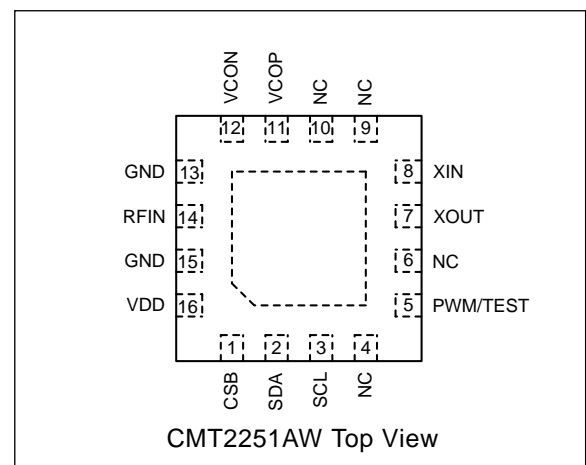 VCON VCOP NC NC
12 11 10 9
GND 13 8 XIN
RFIN 14 7 XOUT
GND 15 6 NC
VDD 16 5 PWM/TEST
1 2 3 4
CSB SDA SCL NC
CMT2251AW Top View